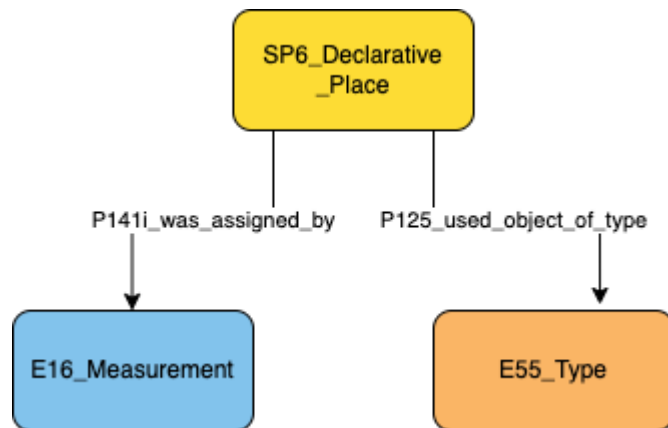 SP6_Declarative
_Place
P141i_was_assigned_by
P125_used_object_of_type
E16_Measurement
E55_Type